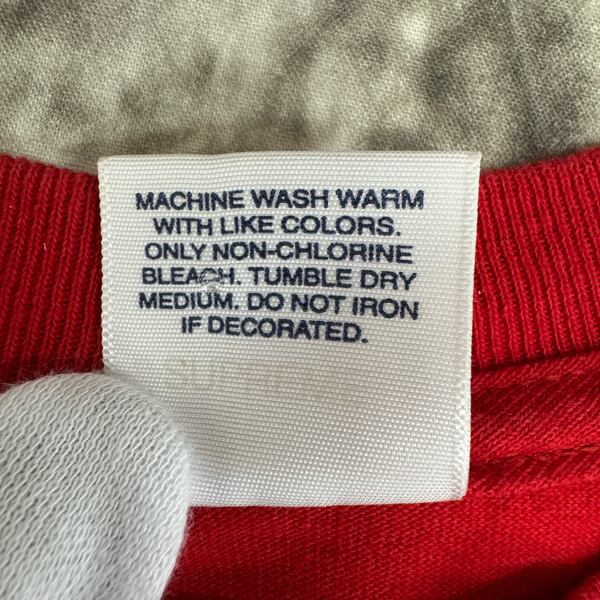 MACHINE WASH WARM
WITH LIKE COLORS.
ONLY NON-CHLORINE
BLEACH. TUMBLE DRY
MEDIUM. DO NOT IRON
IF DECORATED.